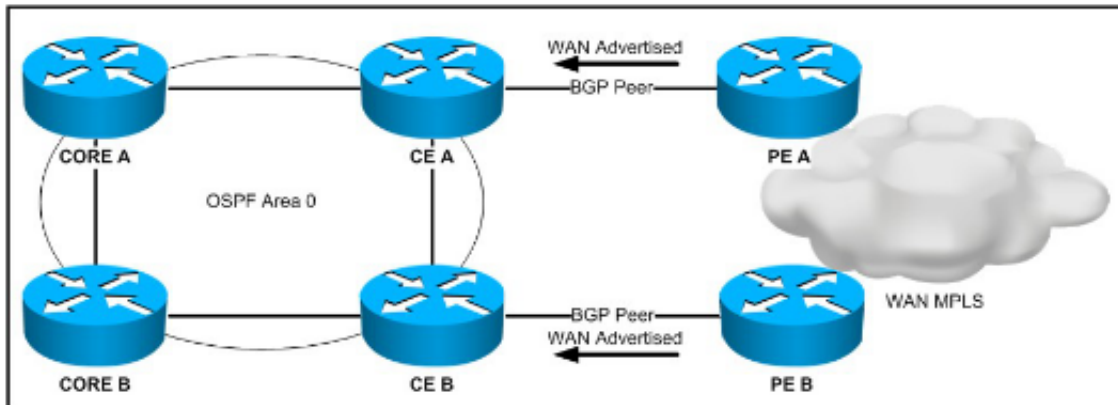 WAN Advertised
BGP Peer
CORE A
CE A
PE A
OSPF Area 0
WAN MPLS
BGP Peer
WAN Advertised
CORE B
CE B
PE B